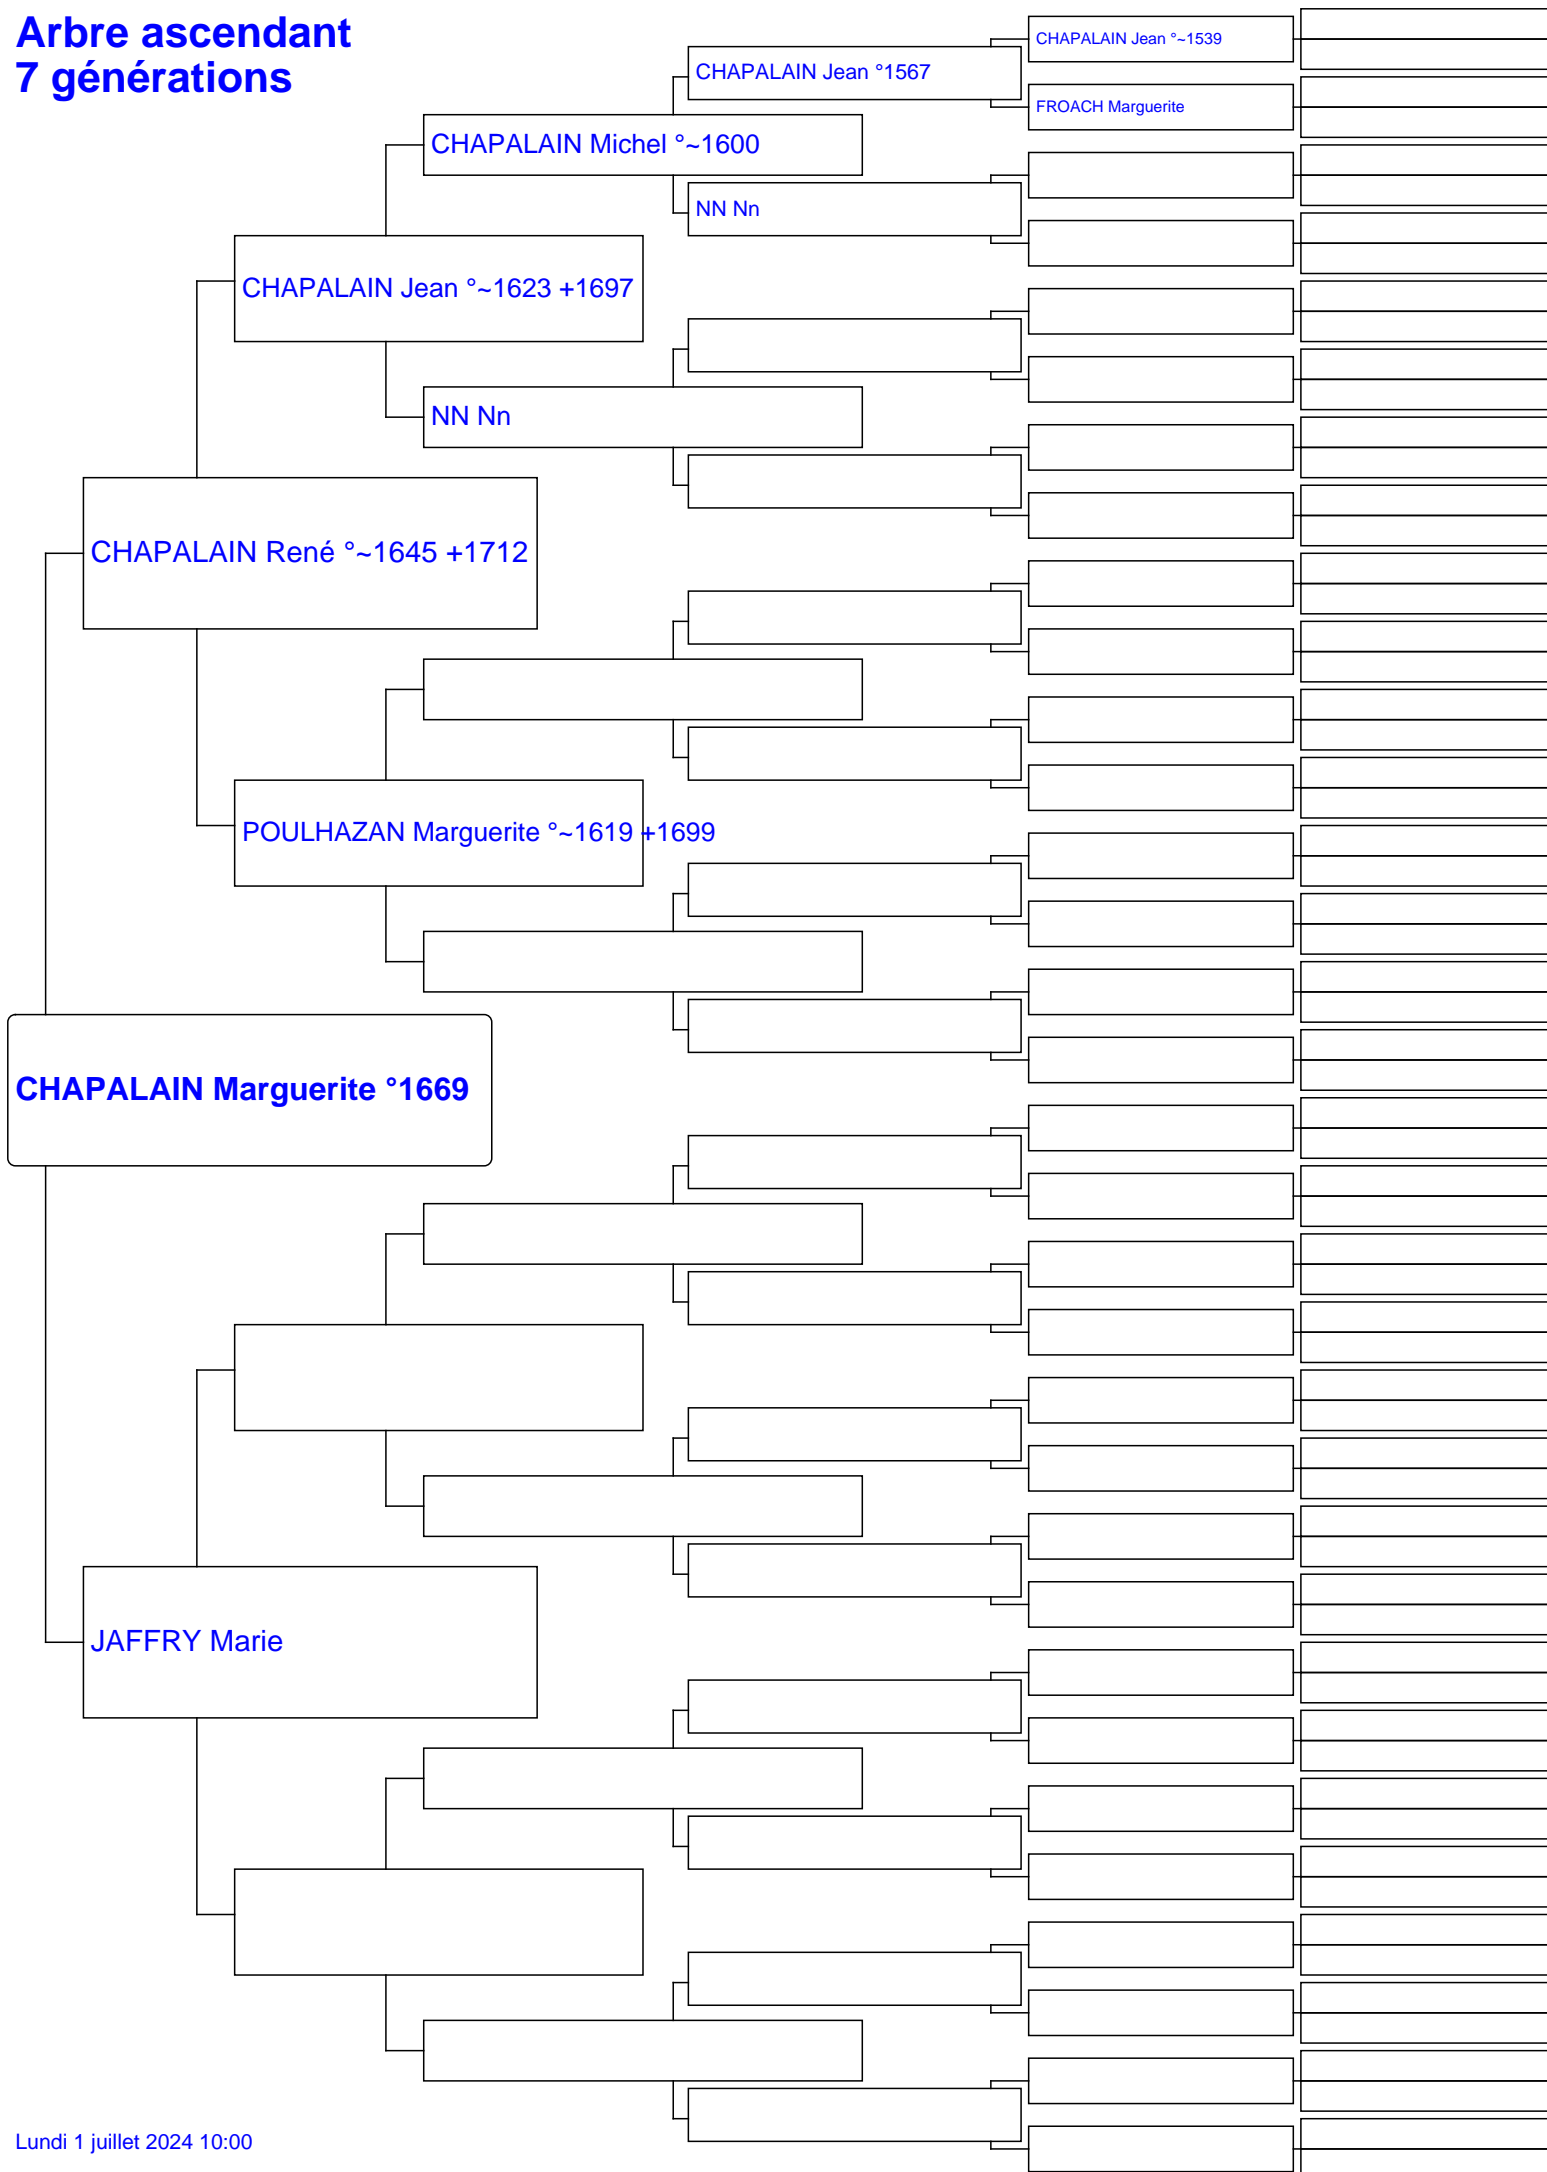 Arbre ascendant
7 générations
CHAPALAIN Jean °~1539
CHAPALAIN Jean °1567
FROACH Marguerite
CHAPALAIN Michel °~1600
NN Nn
CHAPALAIN Jean °~1623 +1697
NN Nn
CHAPALAIN René °~1645 +1712
POULHAZAN Marguerite °~1619 +1699
CHAPALAIN Marguerite °1669
JAFFRY Marie
Lundi 1 juillet 2024 10:00